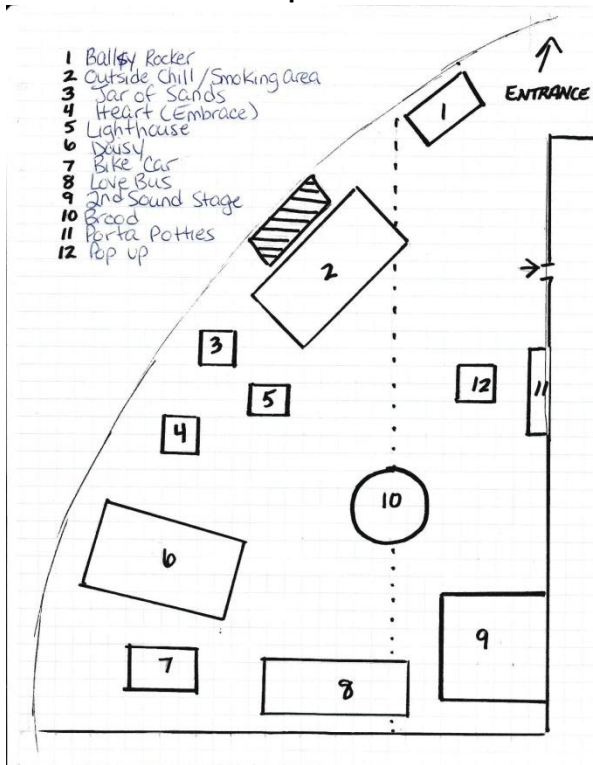 1 Ballsy Rocker
2 Outside Chill/Smoking area
3 Jar of Sands
4 Heart (Embrace)
5 Lighthouse
6 Daisy
7 Bike Car
8 Love Bus
9 2nd Sound Stage
10 Brood
11 Porta Potties
12 Pop up
ENTRANCE
1
2
3
5
12
11
4
10
6
9
7
8